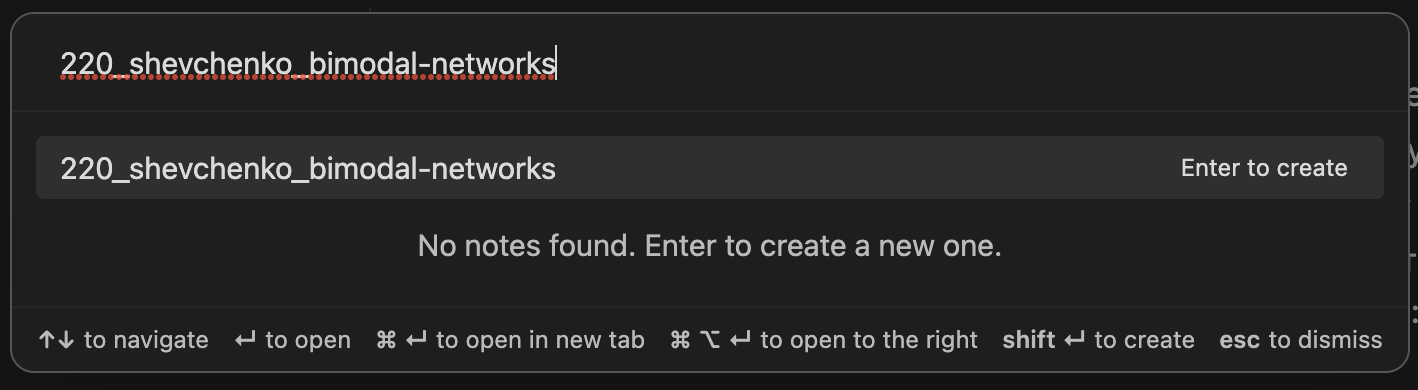 220_shevchenko_bimodal-networks
220_shevchenko_bimodal-networks Enter to create
No notes found. Enter to create a new one.
↑↓ to navigate ↵ to open ⌘ ↵ to open in new tab ⌘ ⌥ ↵ to open to the right shift ↵ to create esc to dismiss